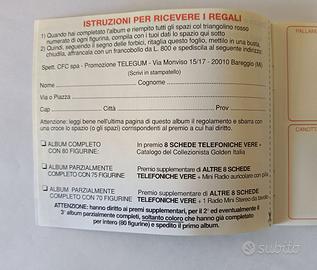 ISTRUZIONI PER RICEVERE I REGALI
1) Quando hai completato l'album e riempito tutti gli spazi col triangolino rosso
numerato di ogni figurina, compila con i tuoi dati lo spazio qui sotto
2) Quindi, seguendo il segno delle forbici, ritaglia questo foglio, mettilo in una busta,
chiudila, affrancala con un francobollo da L. 800 e spediscila al seguente indirizzo:
Spett. CFC spa - Promozione TELEGUM - Via Monviso 15/17 - 20010 Bareggio (MI)
(Scrivi in stampatello)
Nome Cognome
Via o Piazza
Cap Città Prov
Attenzione: leggi bene nell'ultima pagina di questo album il regolamento e sbarra con
una croce lo spazio (o gli spazi) corrispondenti al premio a cui hai diritto.
ALBUM COMPLETO In premio 8 SCHEDE TELEFONICHE VERE +
CON 80 FIGURINE: Catalogo del Collezionista Golden Italia
ALBUM PARZIALMENTE Premio supplementare di ALTRE 8 SCHEDE
COMPLETO CON 75 FIGURINE TELEFONICHE VERE + Mini Radio auricolare con pile
ALBUM PARZIALMENTE Premio supplementare di ALTRE 8 SCHEDE
COMPLETO CON 70 FIGURINE TELEFONICHE VERE + 1 Radio Mini Stereo da
ATTENZIONE: hanno diritto ai premi supplementari, per il 2° ed eventualmente il
3° album parzialmente completi, soltanto coloro che hanno già completato
per intero (80 figurine) e spedito il primo album.
PALLAM
CANOTT
subito